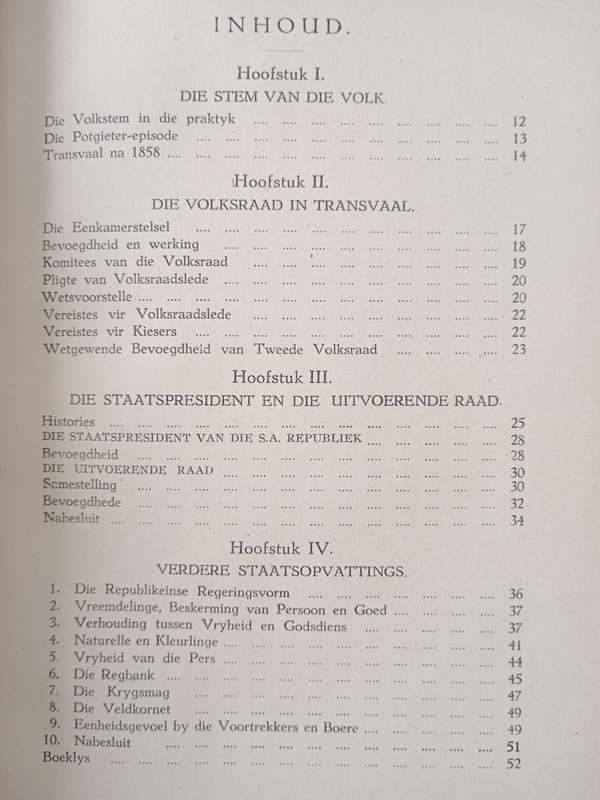 INHOUD.
Hoofstuk I.
DIE STEM VAN DIE VOLK.
Die Volkstem in die praktyk .... .... .... .... .... .... .... .... .... 12
Die Potgieter-episode .... .... .... .... .... .... .... .... .... .... .... 13
Transvaal na 1858 .... .... .... .... .... .... .... .... .... .... .... .... 14
Hoofstuk II.
DIE VOLKSRAAD IN TRANSVAAL.
Die Eenkamerstelsel .... .... .... .... .... .... .... .... .... .... .... 17
Bevoegdheid en werking .... .... .... .... .... .... .... .... .... .... 18
Komitees van die Volksraad .... .... .... .... .... .... .... .... .... 19
Pligte van Volksraadslede .... .... .... .... .... .... .... .... .... .... 20
Wetsvoorstelle .... .... .... .... .... .... .... .... .... .... .... .... .... 20
Vereistes vir Volksraadslede .... .... .... .... .... .... .... .... .... 22
Vereistes vir Kiesers .... .... .... .... .... .... .... .... .... .... .... 22
Wetgewende Bevoegdheid van Tweede Volksraad .... .... .... .... 23
Hoofstuk III.
DIE STAATSPRESIDENT EN DIE UITVOERENDE RAAD.
Histories .... .... .... .... .... .... .... .... .... .... .... .... .... .... 25
DIE STAATSPRESIDENT VAN DIE S.A. REPUBLIEK .... .... .... .... .... 28
Bevoegdheid .... .... .... .... .... .... .... .... .... .... .... .... .... 28
DIE UITVOERENDE RAAD .... .... .... .... .... .... .... .... .... .... 30
Samestelling .... .... .... .... .... .... .... .... .... .... .... .... .... 30
Bevoegdhede .... .... .... .... .... .... .... .... .... .... .... .... .... 32
Nabesluit .... .... .... .... .... .... .... .... .... .... .... .... .... .... 34
Hoofstuk IV.
VERDERE STAATSOPVATTINGS.
1. Die Republikeinse Regeringsvorm .... .... .... .... .... .... .... 36
2. Vreemdelinge, Beskerming van Persoon en Goed .... .... .... .... 37
3. Verhouding tussen Vryheid en Godsdiens .... .... .... .... .... 37
4. Naturelle en Kleurlinge .... .... .... .... .... .... .... .... .... .... 41
5. Vryheid van die Pers .... .... .... .... .... .... .... .... .... .... 44
6. Die Regbank .... .... .... .... .... .... .... .... .... .... .... .... 45
7. Die Krygsmag .... .... .... .... .... .... .... .... .... .... .... 47
8. Die Veldkornet .... .... .... .... .... .... .... .... .... .... .... 49
9. Eenheidsgevoel by die Voortrekkers en Boere .... .... .... .... .... 49
10. Nabesluit .... .... .... .... .... .... .... .... .... .... .... .... 51
Boeklys .... .... .... .... .... .... .... .... .... .... .... .... .... .... 52